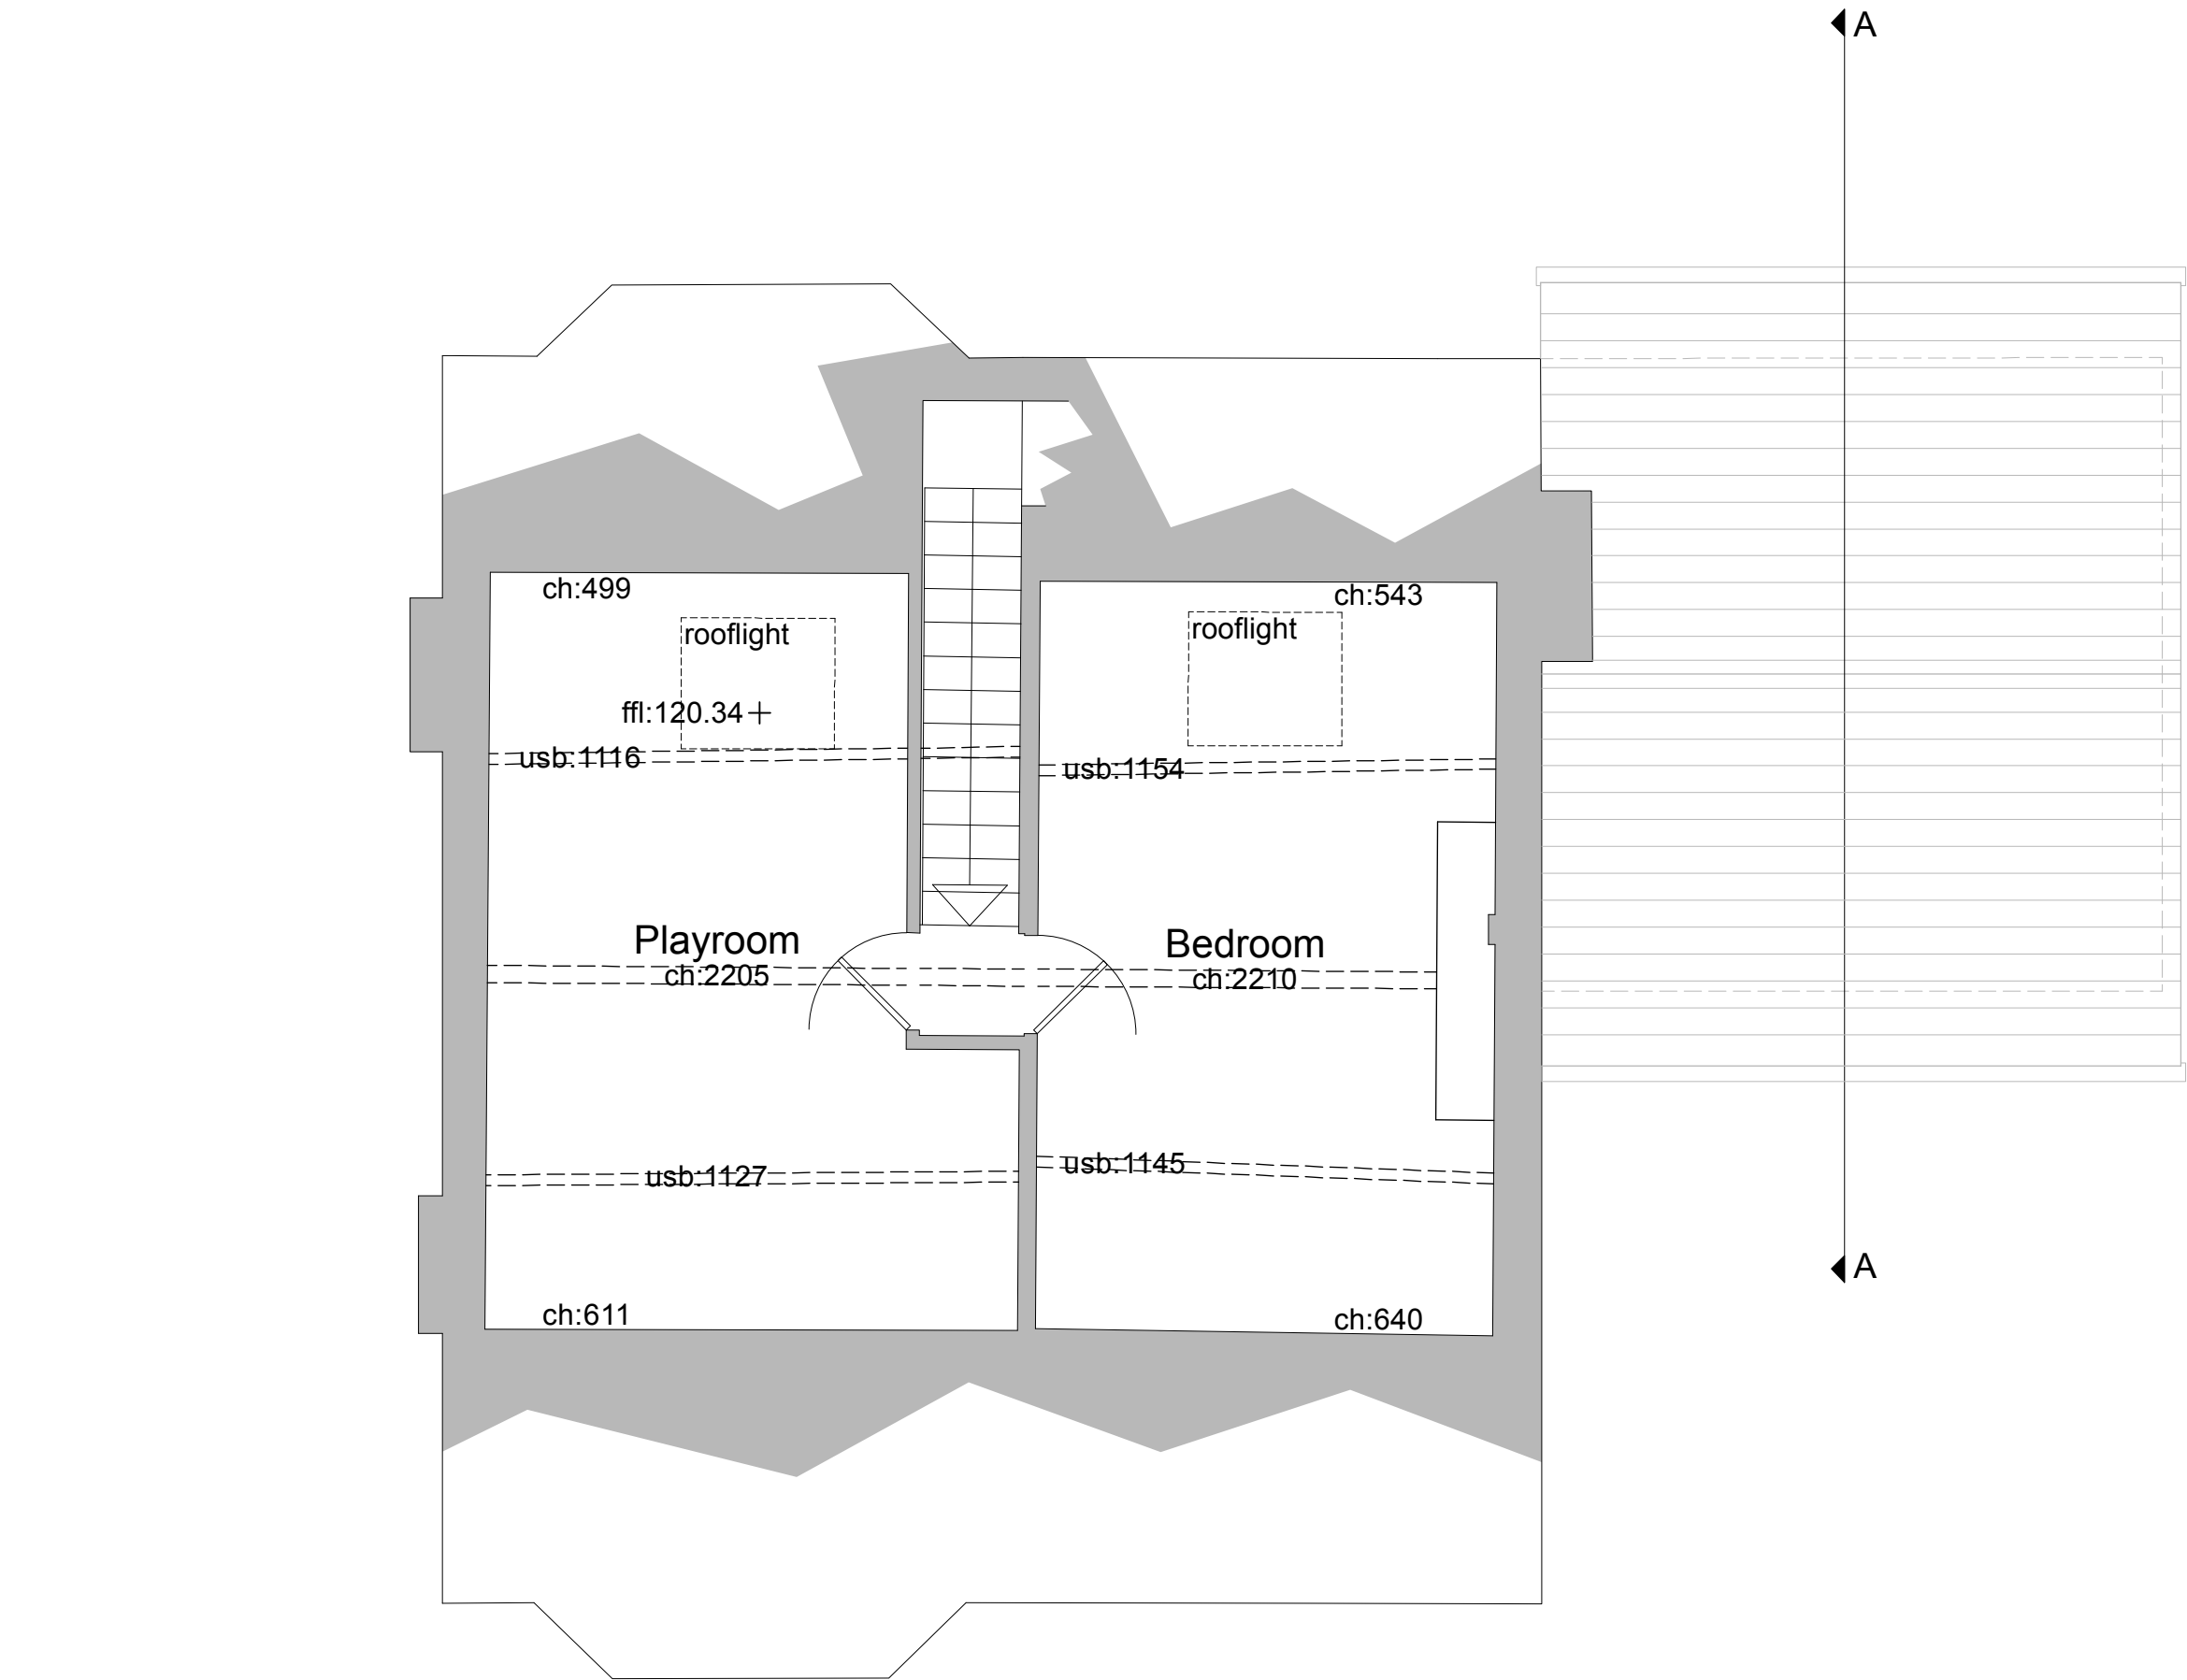 A
ch:499
ch:543
rooflight
rooflight
ffl:120.34
usb:1116
usb:1154
Playroom
ch:2205
Bedroom
ch:2210
usb:1127
usb:1145
A
ch:611
ch:640